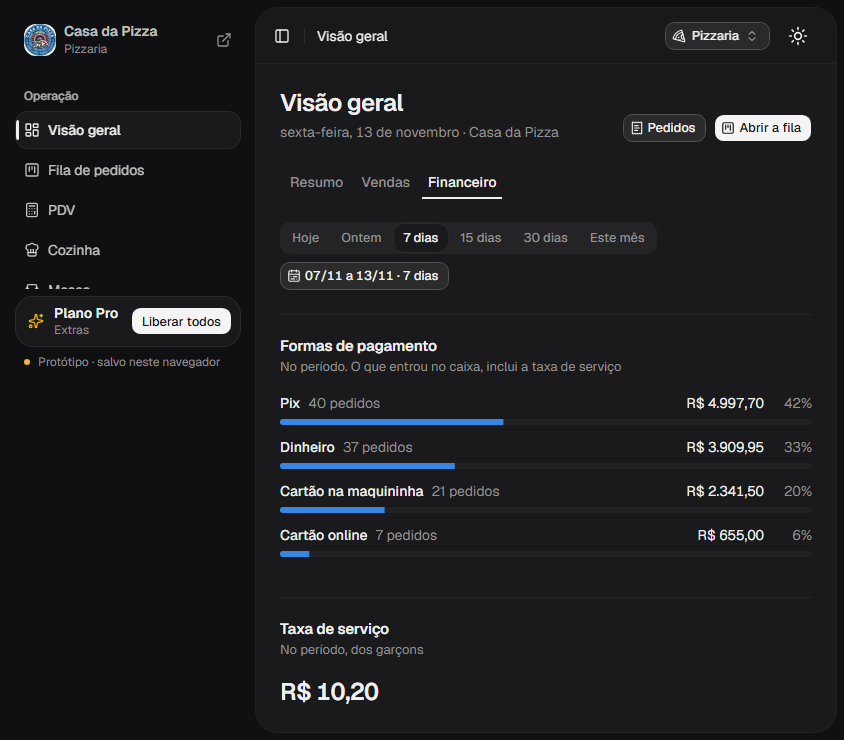 Casa da Pizza
Pizzaria
Operação
Visão geral
Fila de pedidos
PDV
Cozinha
Mesas
Plano Pro
Extras
Liberar todos
Protótipo · salvo neste navegador
Visão geral
Pizzaria
Visão geral
sexta-feira, 13 de novembro · Casa da Pizza
Pedidos
Abrir a fila
Resumo
Vendas
Financeiro
Hoje
Ontem
7 dias
15 dias
30 dias
Este mês
07/11 a 13/11 · 7 dias
Formas de pagamento
No período. O que entrou no caixa, inclui a taxa de serviço
Pix 40 pedidos R$ 4.997,70 42%
Dinheiro 37 pedidos R$ 3.909,95 33%
Cartão na maquininha 21 pedidos R$ 2.341,50 20%
Cartão online 7 pedidos R$ 655,00 6%
Taxa de serviço
No período, dos garçons
R$ 10,20